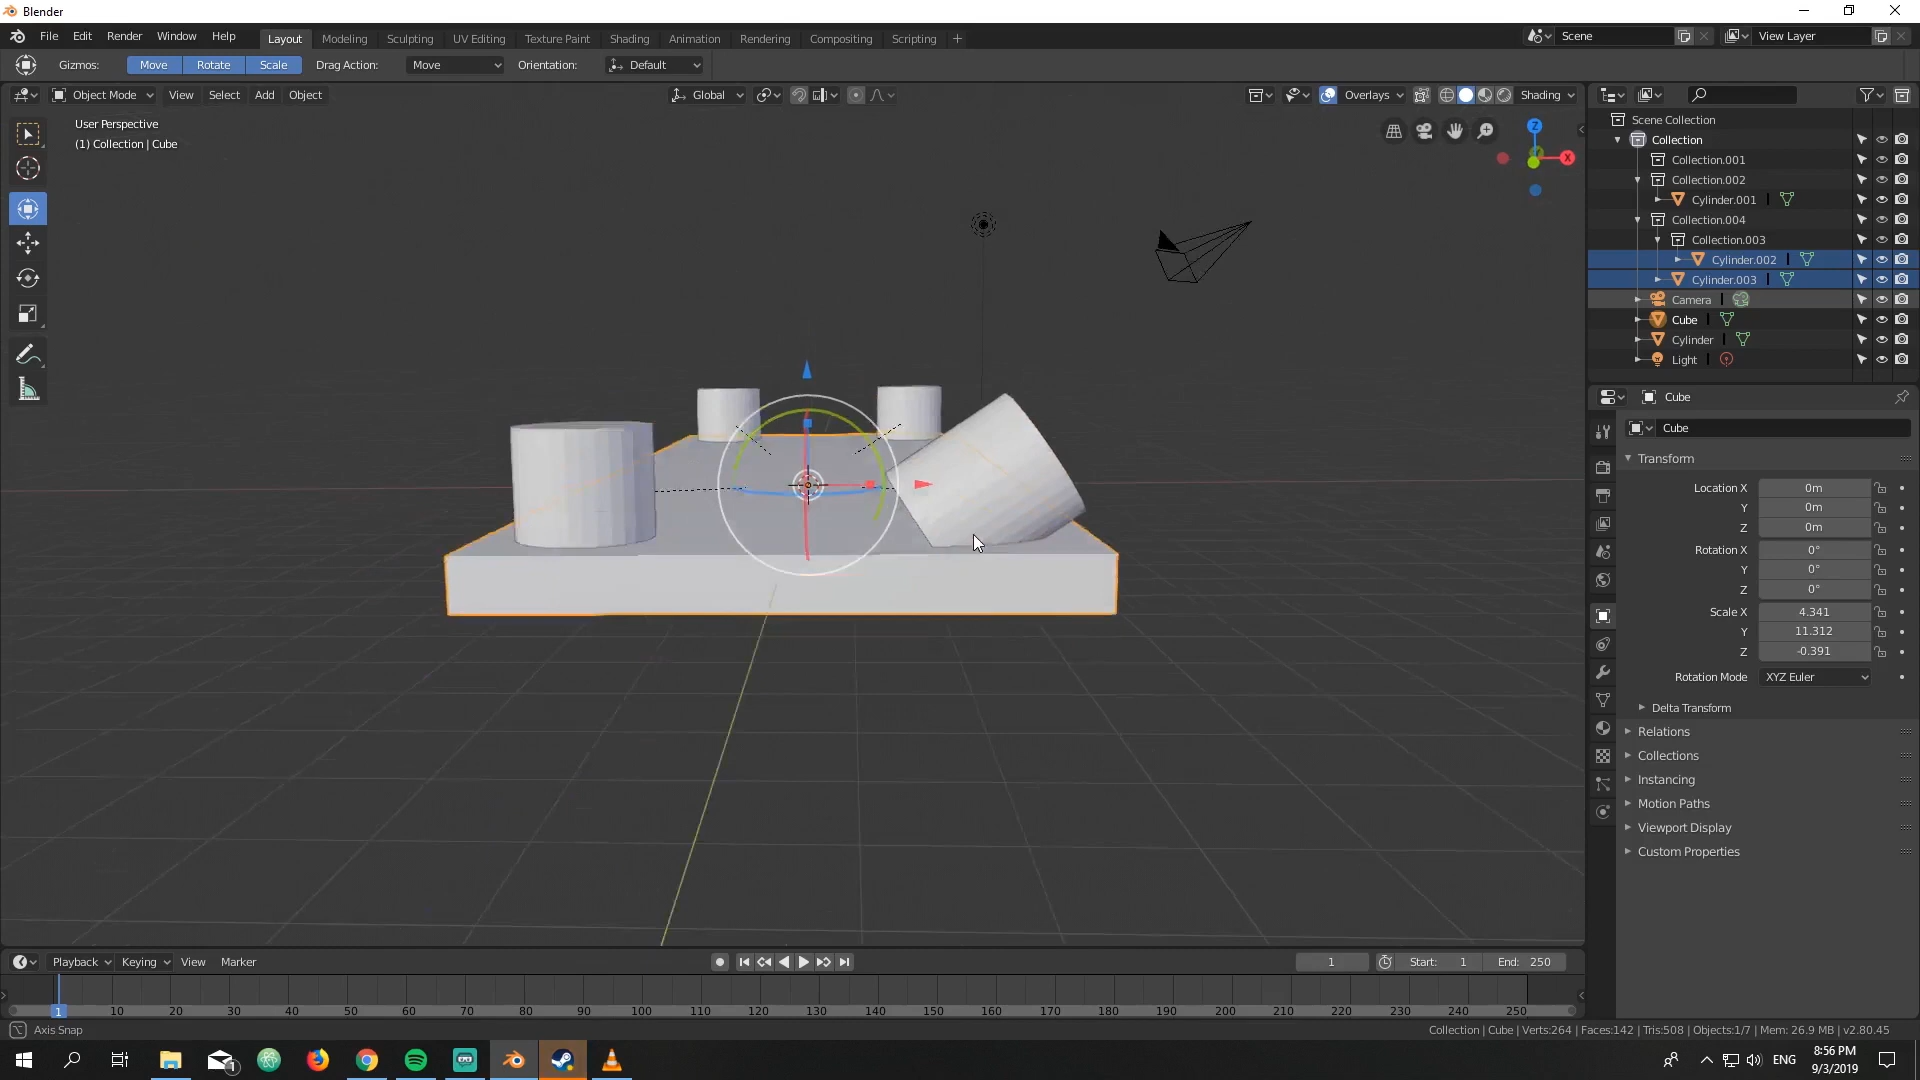 Blender
File Edit Render Window Help
Layout Modeling Sculpting UV Editing Texture Paint Shading Animation Rendering Compositing Scripting +
Scene
View Layer
Gizmos: Move Rotate Scale Drag Action: Move Orientation: Default
Object Mode View Select Add Object
Global
Overlays
Shading
User Perspective
(1) Collection | Cube
Z
X
Scene Collection
Collection
Collection.001
Collection.002
Cylinder.001
Collection.004
Collection.003
Cylinder.002
Cylinder.003
Camera
Cube
Cylinder
Light
Cube
Cube
Transform
Location X 0m
Y 0m
Z 0m
Rotation X 0°
Y 0°
Z 0°
Scale X 4.341
Y 11.312
Z -0.391
Rotation Mode XYZ Euler
Delta Transform
Relations
Collections
Instancing
Motion Paths
Viewport Display
Custom Properties
Playback Keying View Marker
1 Start: 1 End: 250
1 10 20 30 40 50 60 70 80 90 100 110 120 130 140 150 160 170 180 190 200 210 220 230 240 250
Axis Snap
Collection | Cube | Verts:264 | Faces:142 | Tris:508 | Objects:1/7 | Mem: 26.9 MB | v2.80.45
1
ENG
8:56 PM
9/3/2019